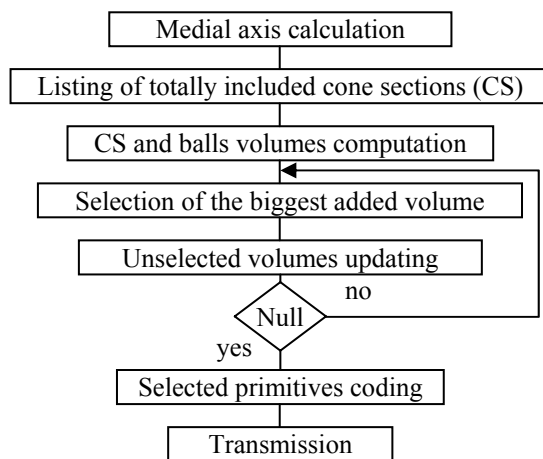 Medial axis calculation
Listing of totally included cone sections (CS)
CS and balls volumes computation
Selection of the biggest added volume
Unselected volumes updating
no
Null
yes
Selected primitives coding
Transmission